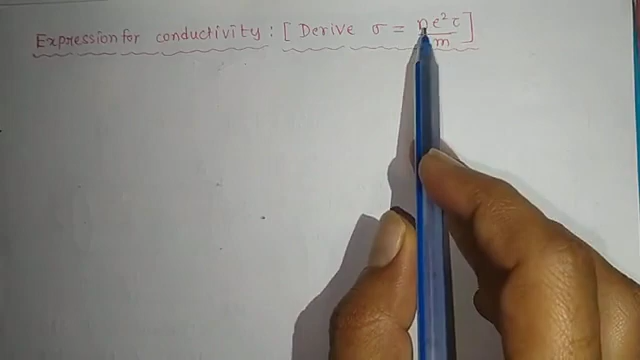 Expression for conductivity : [ Derive σ = ne²τ/m ]